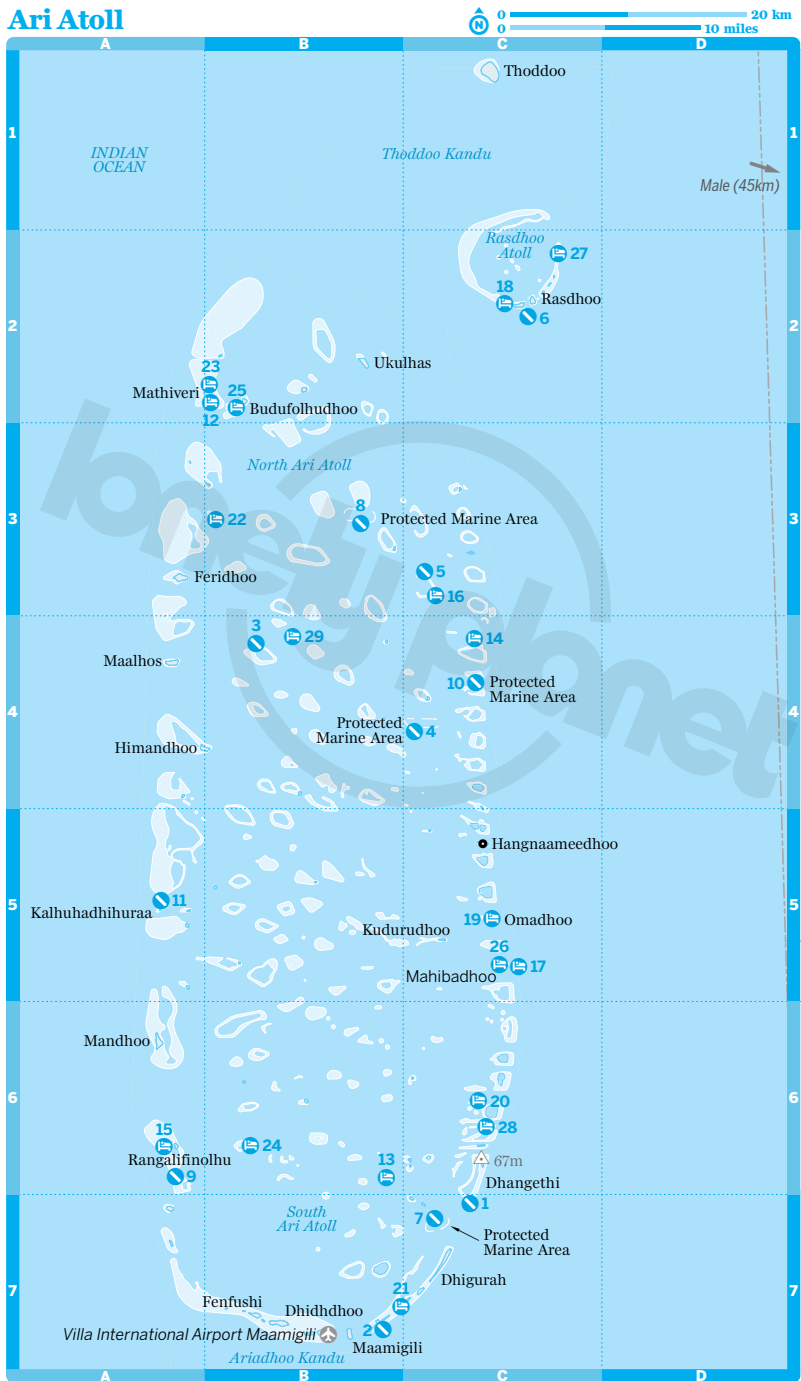 Ari Atoll
N
0 20 km
0 10 miles
A B C D
Thoddoo
1 1
INDIAN
OCEAN
Thoddoo Kandu
Male (45km)
Rasdhoo
Atoll
27
18
Rasdhoo
6
2 2
Ukulhas
23
Mathiveri
25
Budufolhudhoo
12
North Ari Atoll
lonely planet
8
3 3
22
Protected Marine Area
5
Feridhoo
16
3
29
14
Maalhos
10
Protected
Marine Area
4 4
Protected
Marine Area
4
Himandhoo
Hangnaameedhoo
11
5 5
Kalhuhadhihuraa
19
Omadhoo
Kudurudhoo
26
17
Mahibadhoo
Mandhoo
6 6
20
15
28
24
Rangalifinolhu
13
67m
9
Dhangethi
1
South
Ari Atoll
7
Protected
Marine Area
Dhigurah
7 7
21
Fenfushi
Dhidhdhoo
2
Villa International Airport Maamigili
Maamigili
Ariadhoo Kandu
A B C D